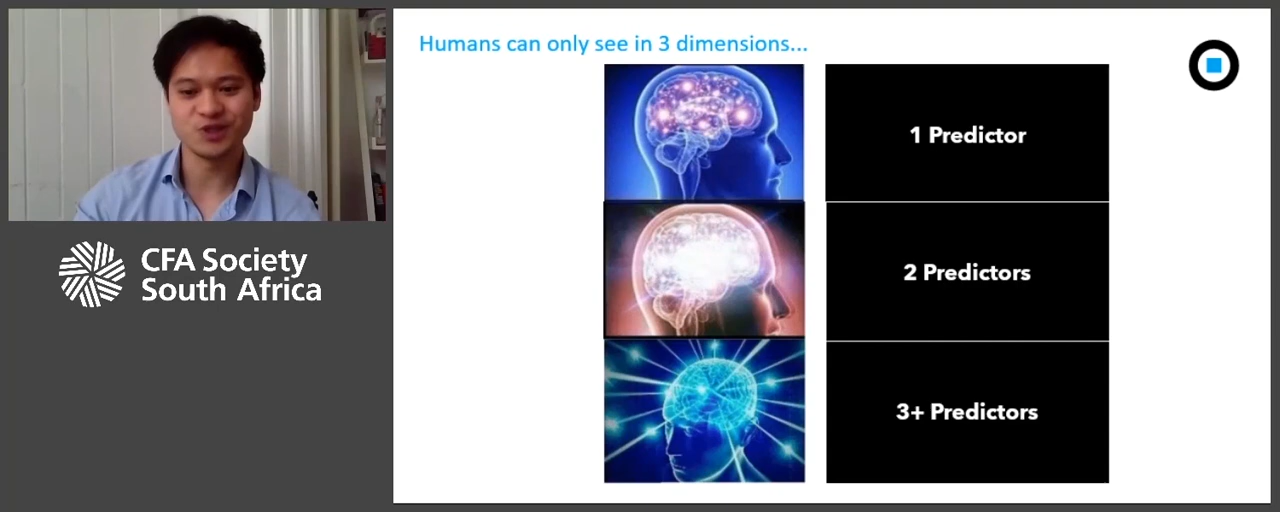 Humans can only see in 3 dimensions...
1 Predictor
2 Predictors
3+ Predictors
CFA Society
South Africa